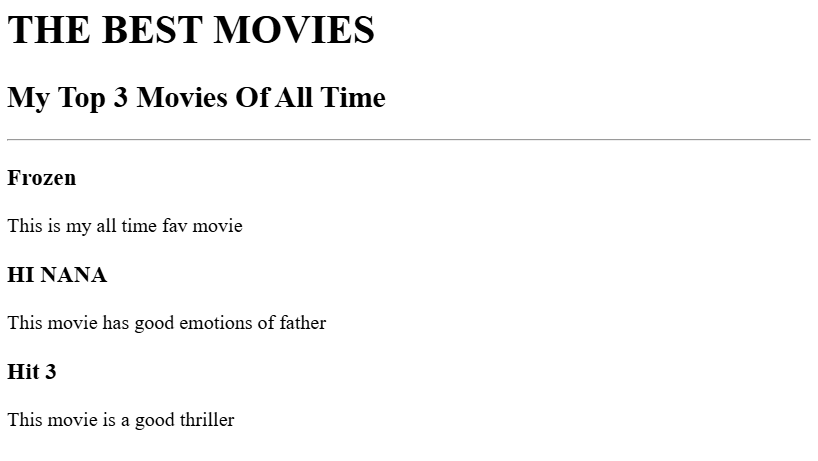 THE BEST MOVIES
My Top 3 Movies Of All Time
Frozen
This is my all time fav movie
HI NANA
This movie has good emotions of father
Hit 3
This movie is a good thriller